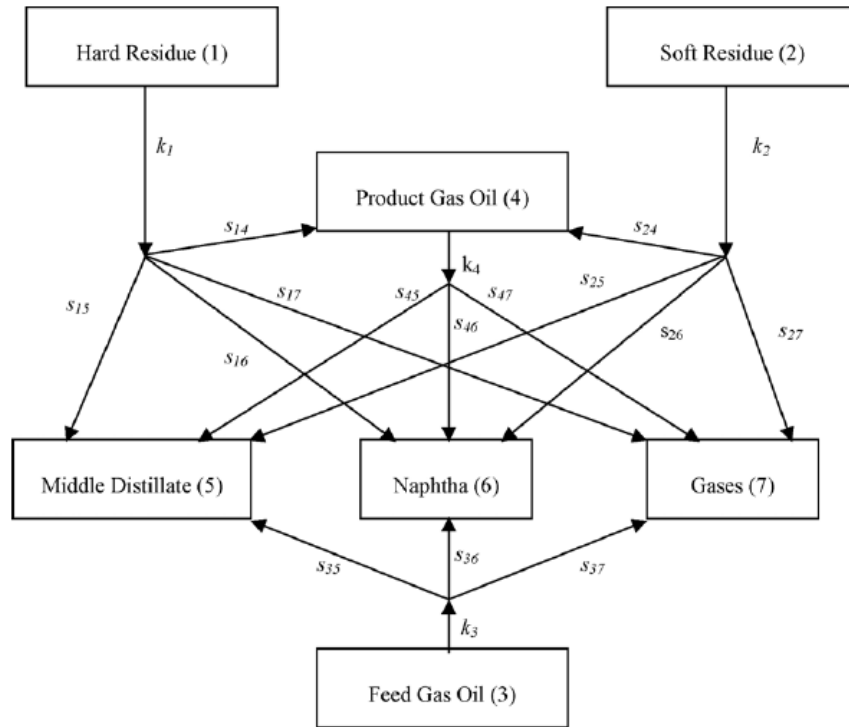 Hard Residue (1)
Soft Residue (2)
k1
k2
Product Gas Oil (4)
s14
s24
k4
s15
s45
s17
s47
s25
s46
s16
s26
s27
Middle Distillate (5)
Naphtha (6)
Gases (7)
s35
s36
s37
k3
Feed Gas Oil (3)